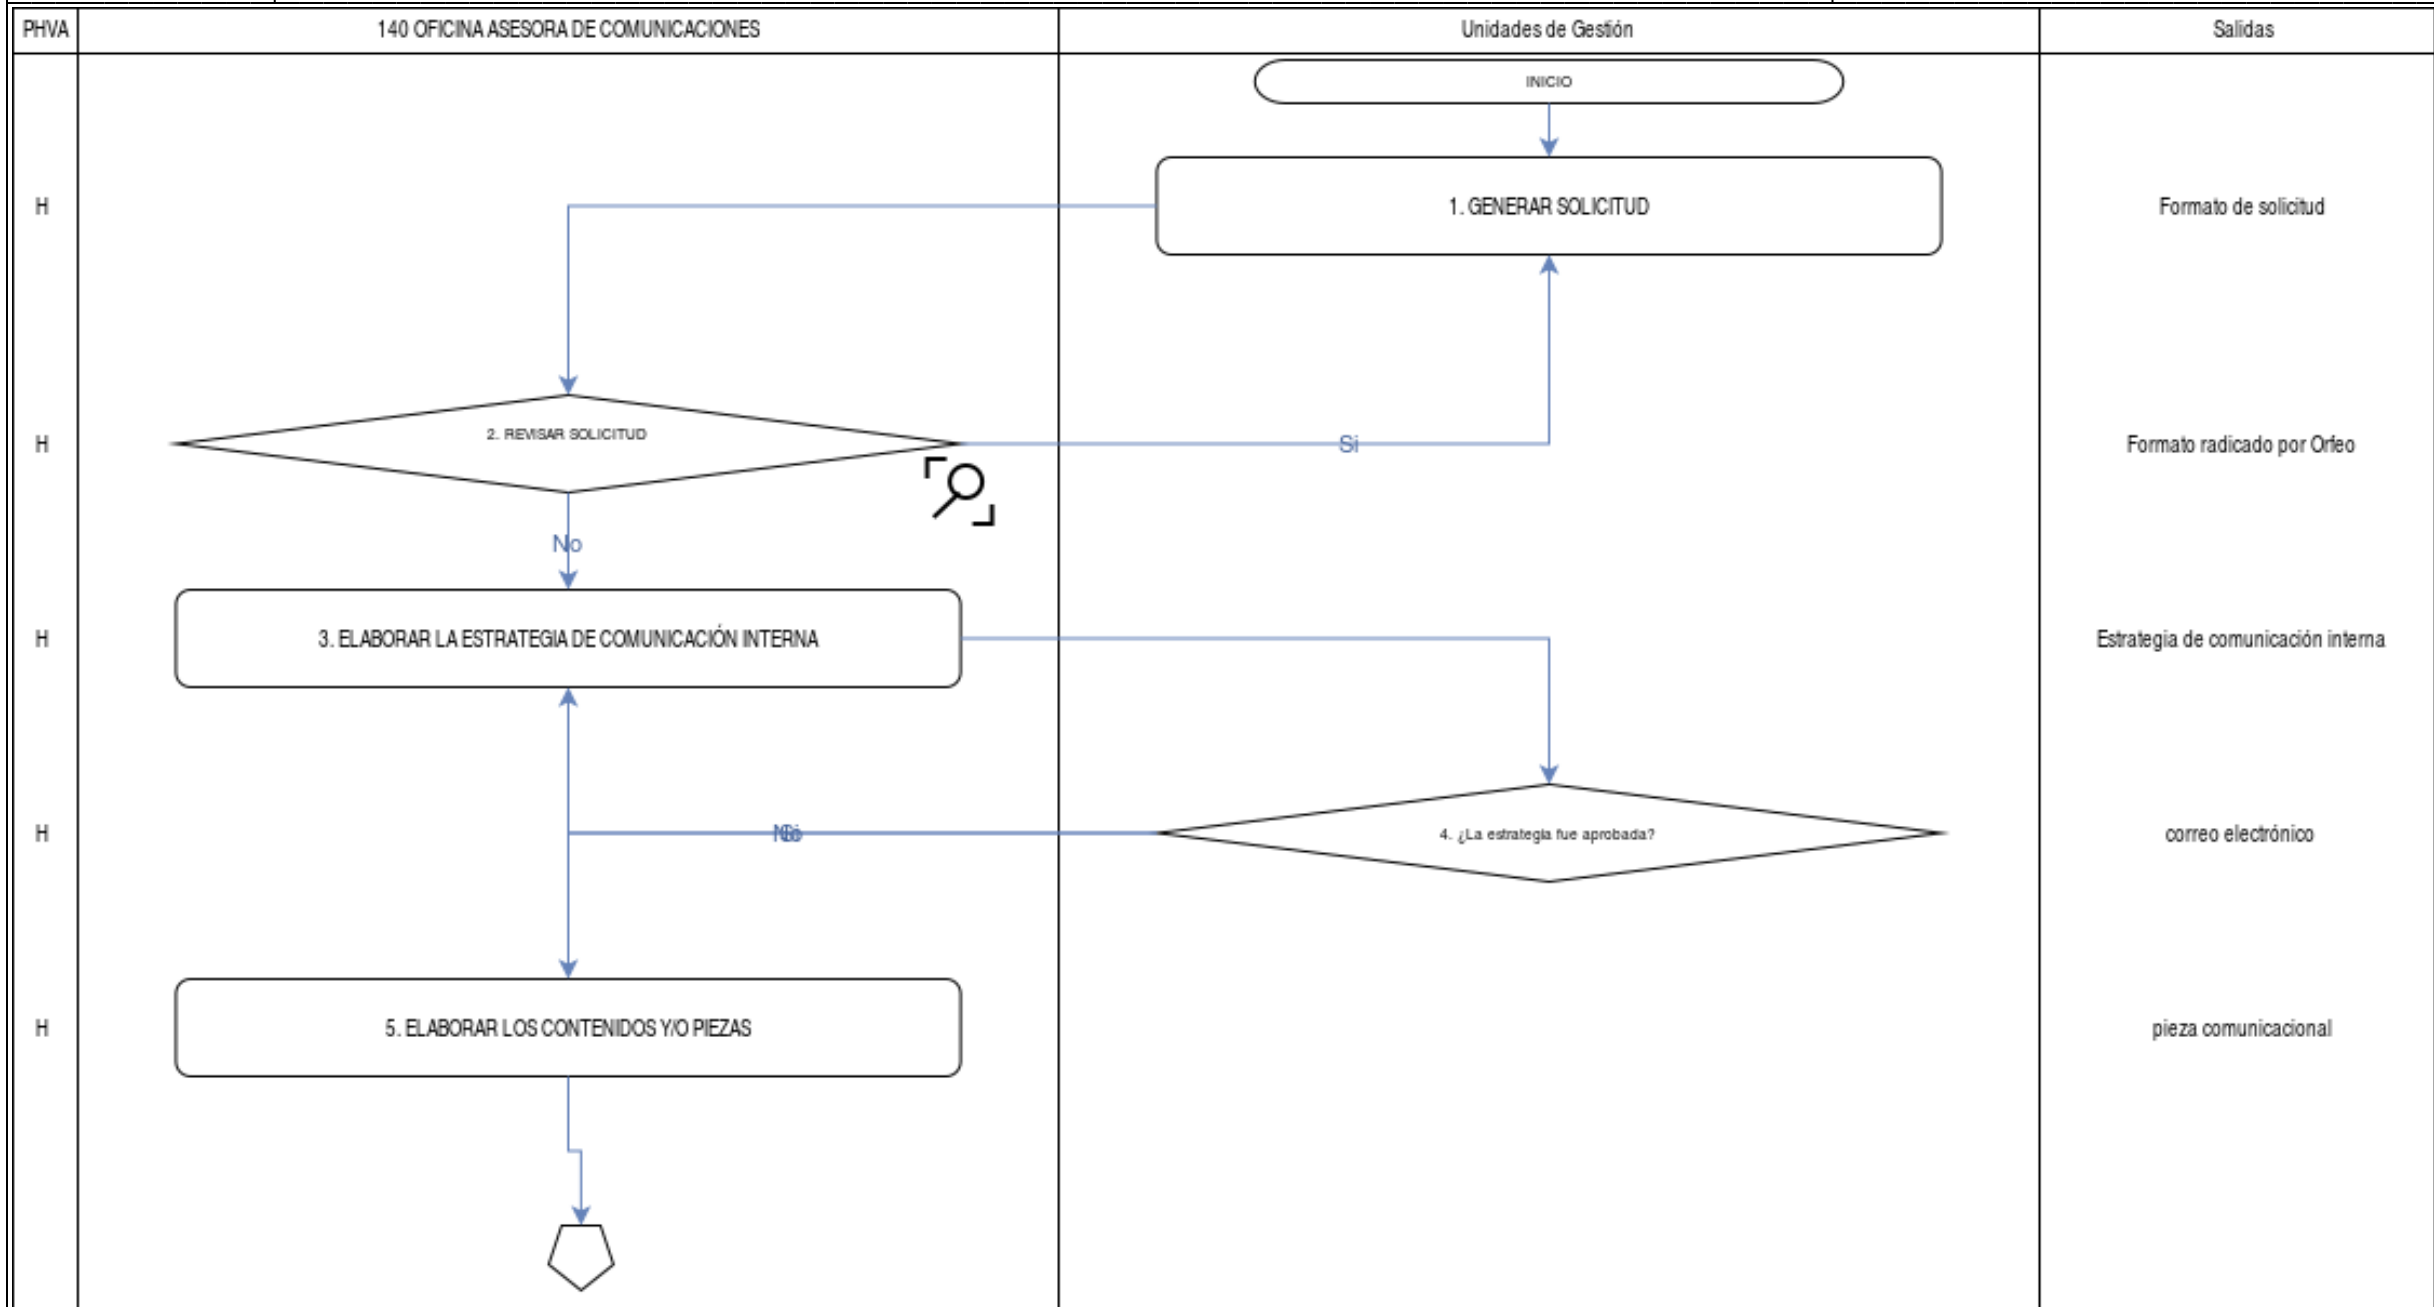 PHVA
140 OFICINA ASESORA DE COMUNICACIONES
Unidades de Gestión
Salidas
INICIO
H
1. GENERAR SOLICITUD
Formato de solicitud
H
2. REVISAR SOLICITUD
Si
Formato radicado por Orfeo
No
H
3. ELABORAR LA ESTRATEGIA DE COMUNICACIÓN INTERNA
Estrategia de comunicación interna
H
4. ¿La estrategia fue aprobada?
correo electrónico
H
5. ELABORAR LOS CONTENIDOS Y/O PIEZAS
pieza comunicacional